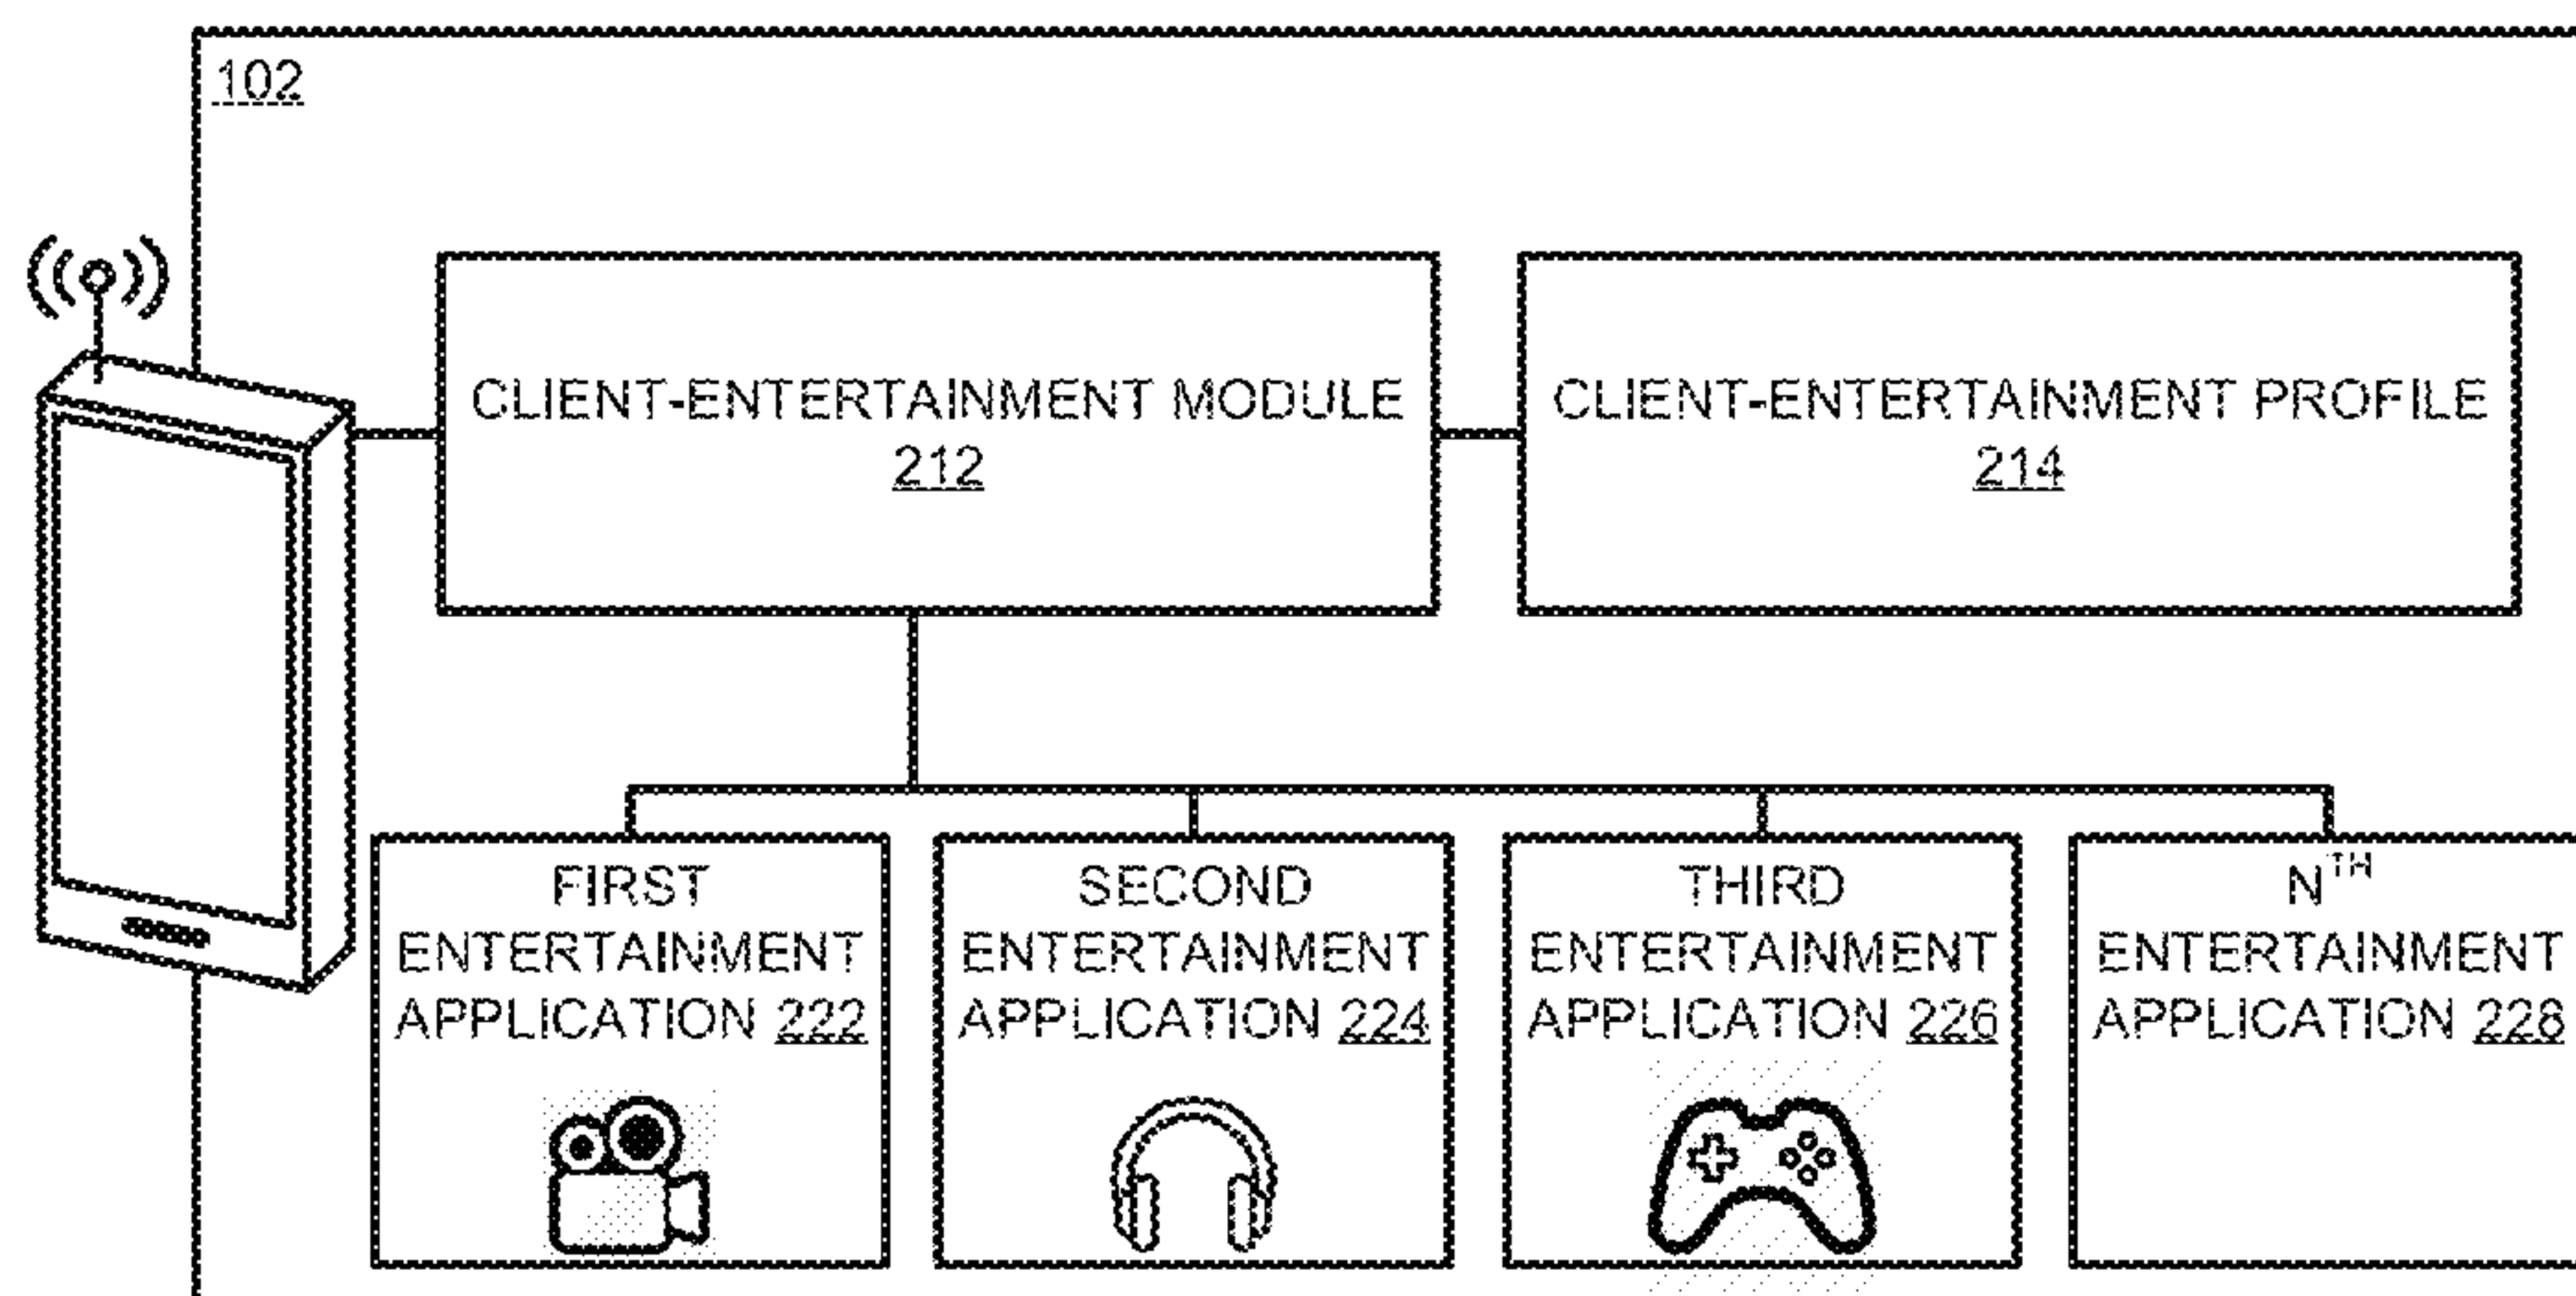 102
CLIENT-ENTERTAINMENT MODULE
212
CLIENT-ENTERTAINMENT PROFILE
214
FIRST
ENTERTAINMENT
APPLICATION 222
SECOND
ENTERTAINMENT
APPLICATION 224
THIRD
ENTERTAINMENT
APPLICATION 226
NTH
ENTERTAINMENT
APPLICATION 228